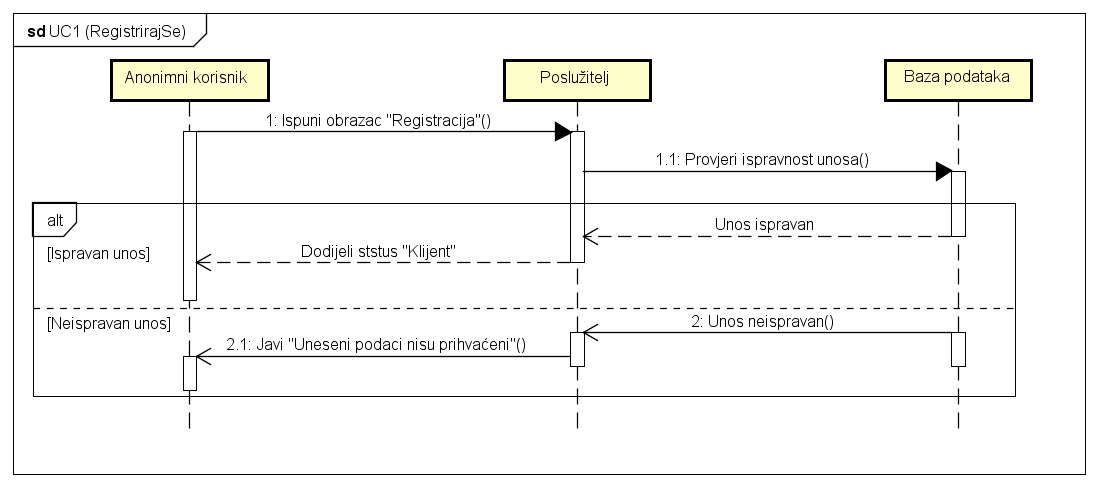 sd UC1 (RegistrirajSe)
Anonimni korisnik
Poslužitelj
Baza podataka
1: Ispuni obrazac "Registracija"()
1.1: Provjeri ispravnost unosa()
alt
Unos ispravan
[Ispravan unos]
Dodijeli ststus "Klijent"
[Neispravan unos]
2: Unos neispravan()
2.1: Javi "Uneseni podaci nisu prihvaćeni"()